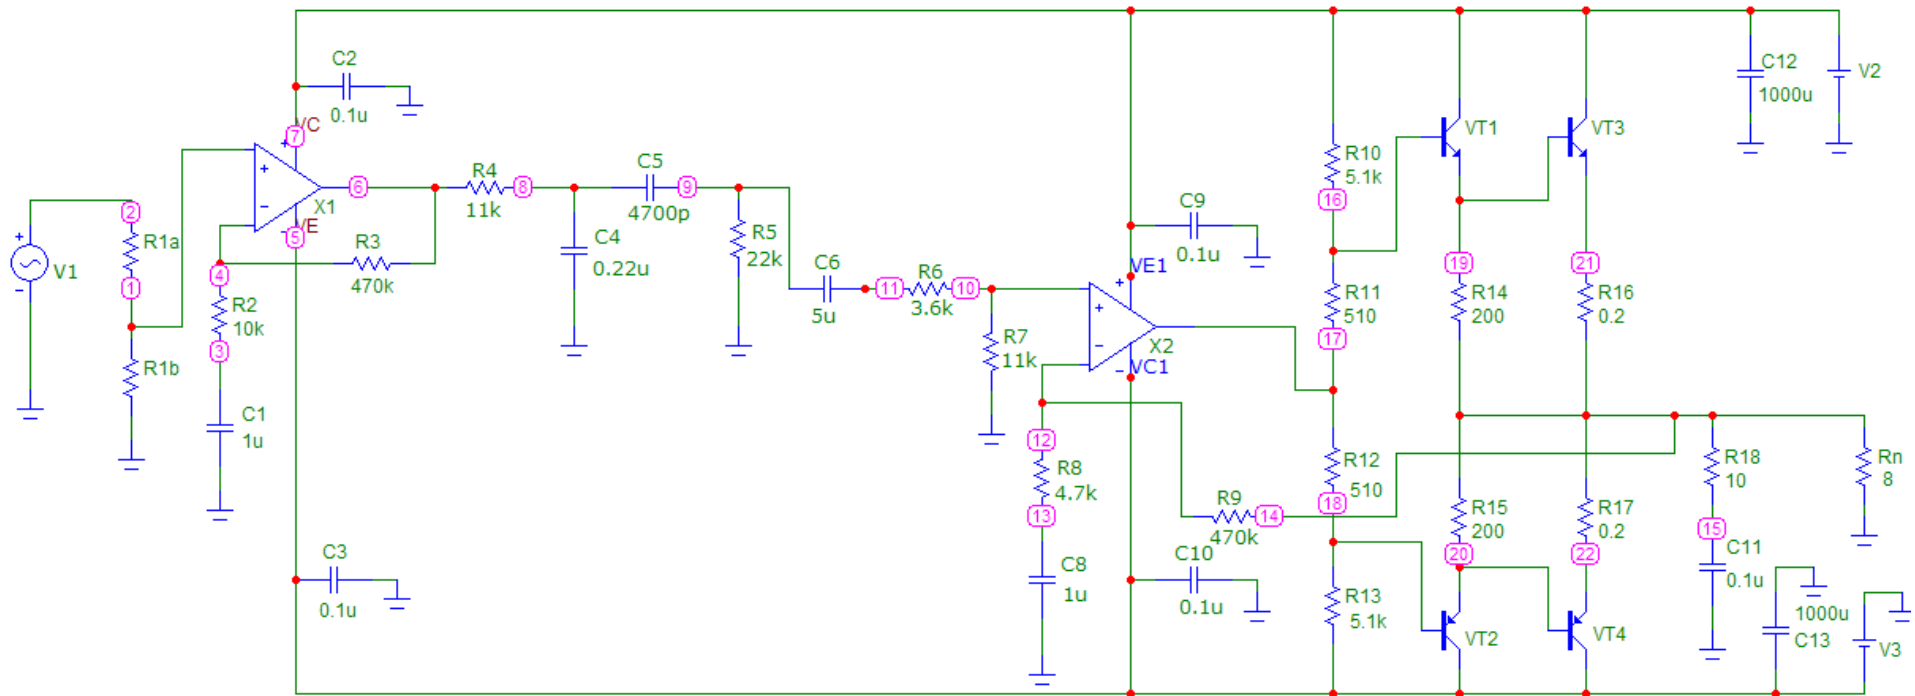 C2
0.1u
VC
7
+
+
−
X1
VE
5
6
2
R1a
1
R1b
+
−
V1
4
R2
10k
3
C1
1u
R3
470k
R4
11k
8
C4
0.22u
C5
4700p
9
R5
22k
C6
5u
11
R6
3.6k
10
R7
11k
C3
0.1u
C9
0.1u
VE1
+
+
−
X2
−
VC1
12
R8
4.7k
13
C8
1u
R9
470k
14
C10
0.1u
R10
5.1k
16
R11
510
17
R12
510
18
R13
5.1k
VT1
VT3
19
R14
200
21
R16
0.2
R15
200
20
R17
0.2
22
VT2
VT4
R18
10
15
C11
0.1u
Rn
8
C12
1000u
V2
1000u
C13
V3